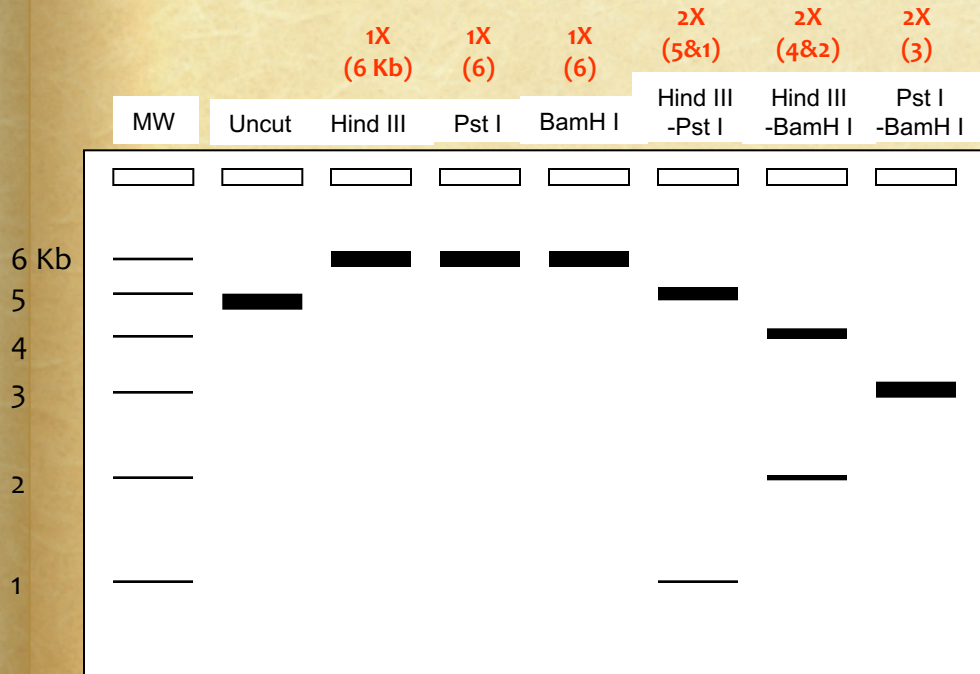 1X
(6 Kb)
1X
(6)
1X
(6)
2X
(5&1)
2X
(4&2)
2X
(3)
MW
Uncut
Hind III
Pst I
BamH I
Hind III
-Pst I
Hind III
-BamH I
Pst I
-BamH I
6 Kb
5
4
3
2
1